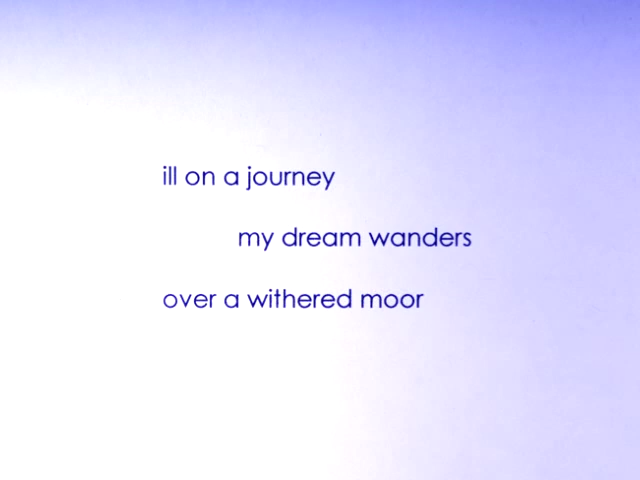 ill on a journey
my dream wanders
over a withered moor